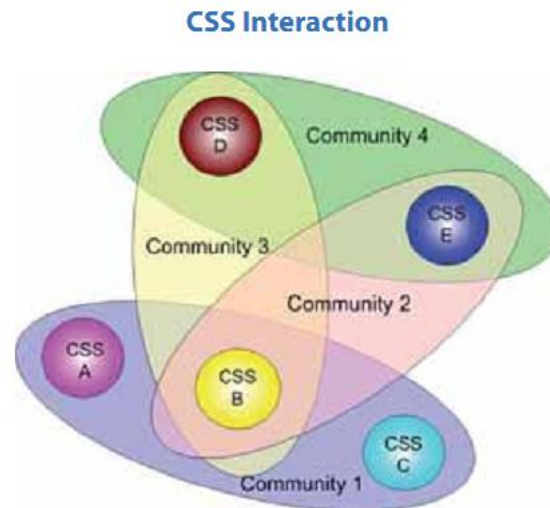 CSS Interaction
CSS
D
Community 4
CSS
E
Community 3
Community 2
CSS
A
CSS
B
CSS
C
Community 1